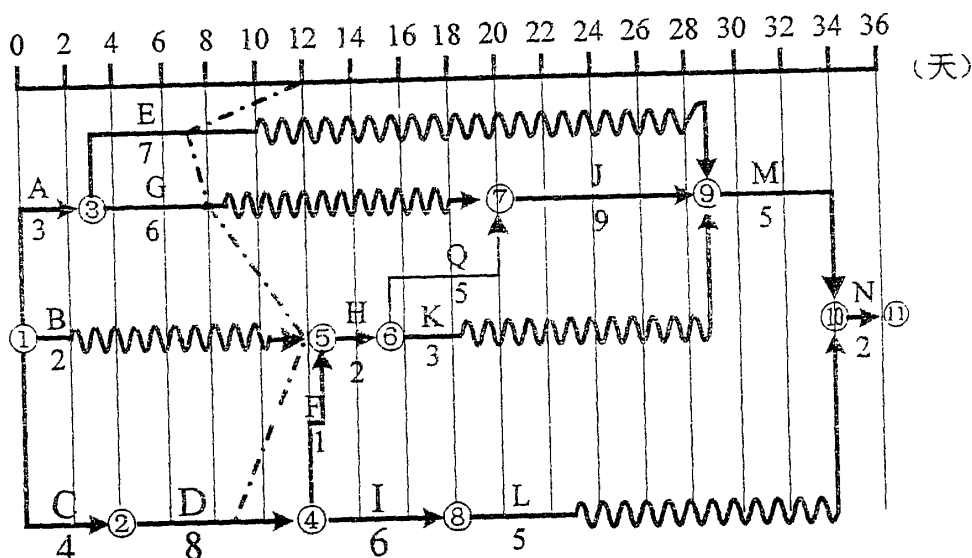 0 2 4 6 8 10 12 14 16 18 20 22 24 26 28 30 32 34 36
(天)
E
7
A G J M
③ ⑦ ⑨
3 6 9 5
Q
5
B H K N
① ⑤ ⑥ ⑩ ⑪
2 2 3 2
F
1
C D I L
② ④ ⑧
4 8 6 5